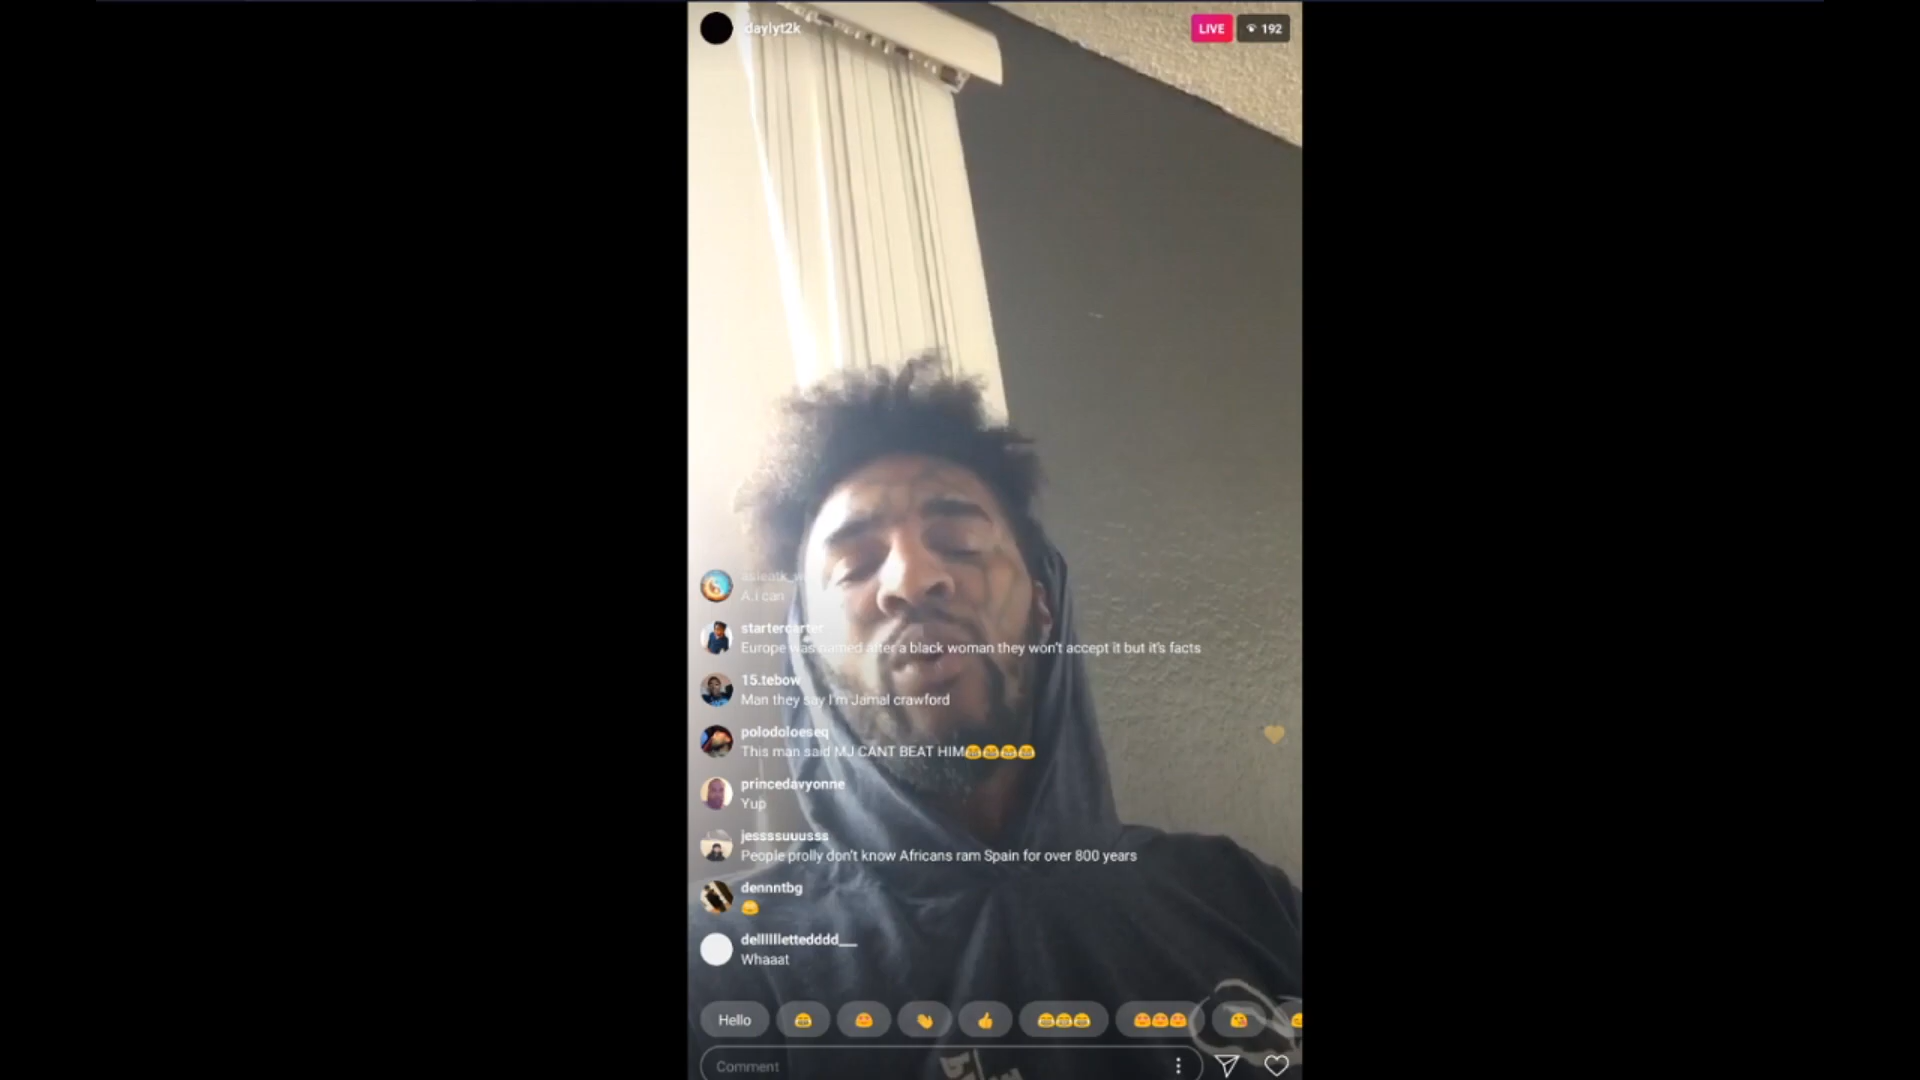 daylyt2k
LIVE
192
A.i can
startercarter
Europe was named after a black woman they won't accept it but it's facts
15.tebow
Man they say I'm Jamal crawford
polodoloeseq
This man said MJ CANT BEAT HIM😂😂😂😂
princedavyonne
Yup
jessssuuusss
People prolly don't know Africans ram Spain for over 800 years
dennntbg
😂
delllllllettedddd___
Whaaat
Hello
Comment